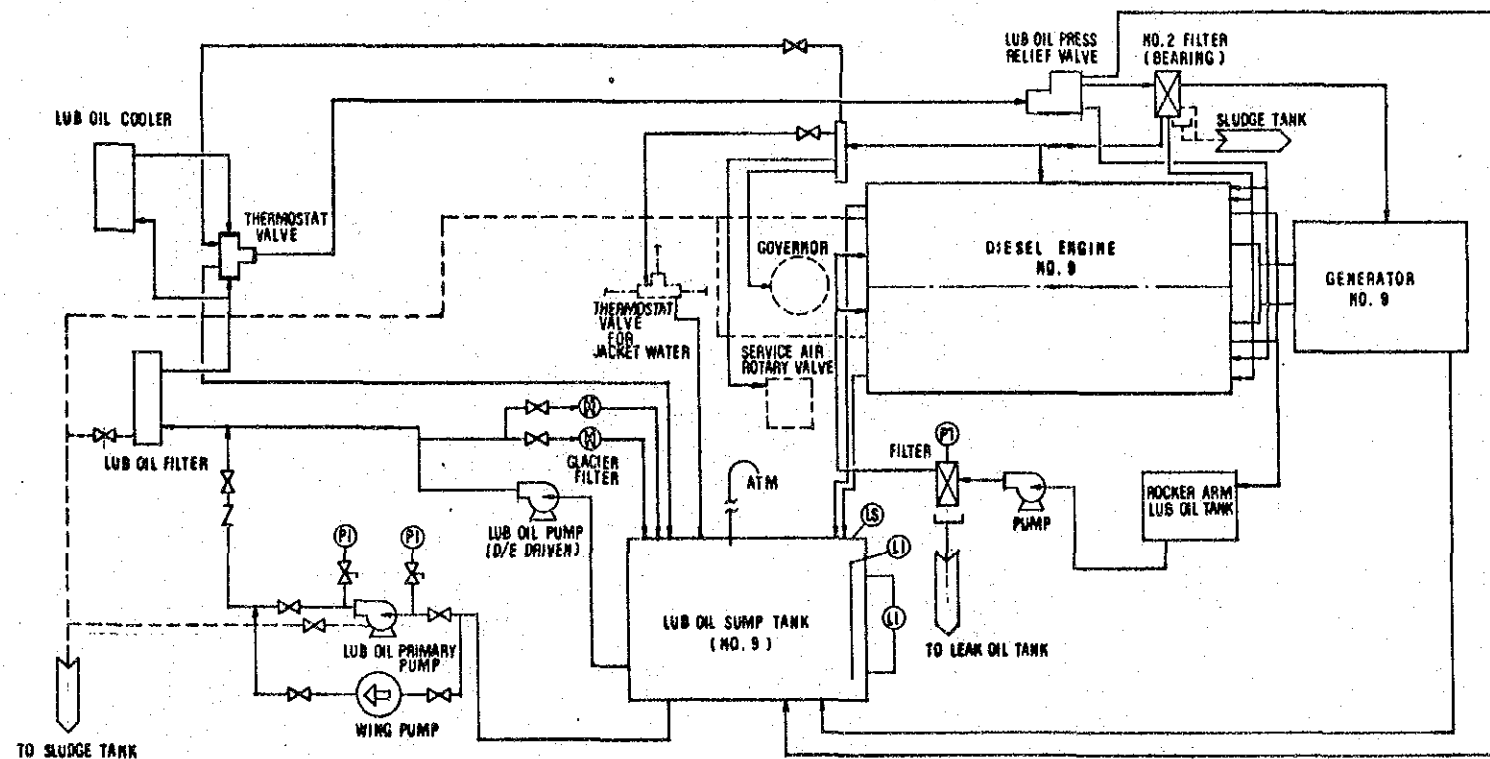 LUB OIL PRESS
RELIEF VALVE
NO.2 FILTER
(BEARING)
LUB OIL COOLER
SLUDGE TANK
THERMOSTAT
VALVE
GOVERNOR
DIESEL ENGINE
NO. 9
GENERATOR
NO. 9
THERMOSTAT
VALVE
FOR
JACKET WATER
SERVICE AIR
ROTARY VALVE
LUB OIL FILTER
GLACIER
FILTER
ATM
FILTER
PI
PUMP
ROCKER ARM
LUB OIL TANK
LUB OIL PUMP
(D/E DRIVEN)
LS
LI
PI
PI
LUB OIL SUMP TANK
(NO. 9)
LI
LUB OIL PRIMARY
PUMP
TO LEAK OIL TANK
WING PUMP
TO SLUDGE TANK